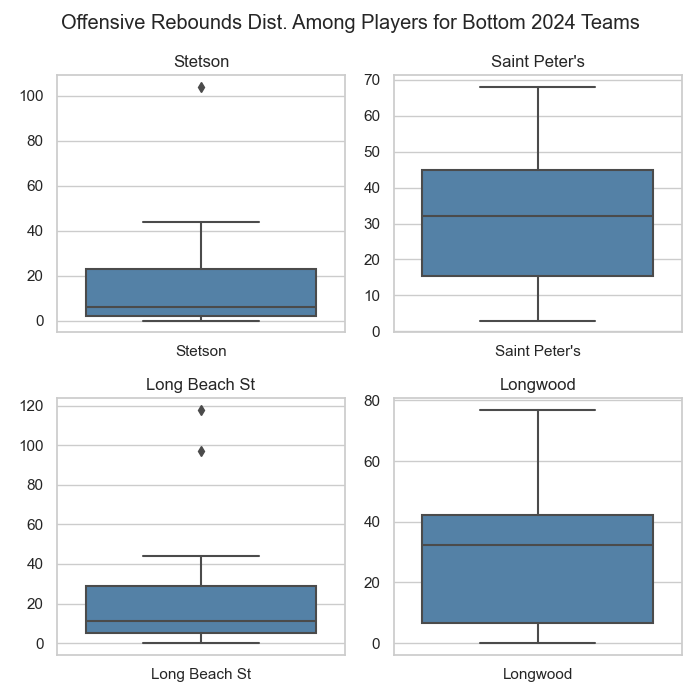 Offensive Rebounds Dist. Among Players for Bottom 2024 Teams
Stetson
100
80
60
40
20
0
Stetson
Saint Peter's
70
60
50
40
30
20
10
0
Saint Peter's
Long Beach St
120
100
80
60
40
20
0
Long Beach St
Longwood
80
60
40
20
0
Longwood